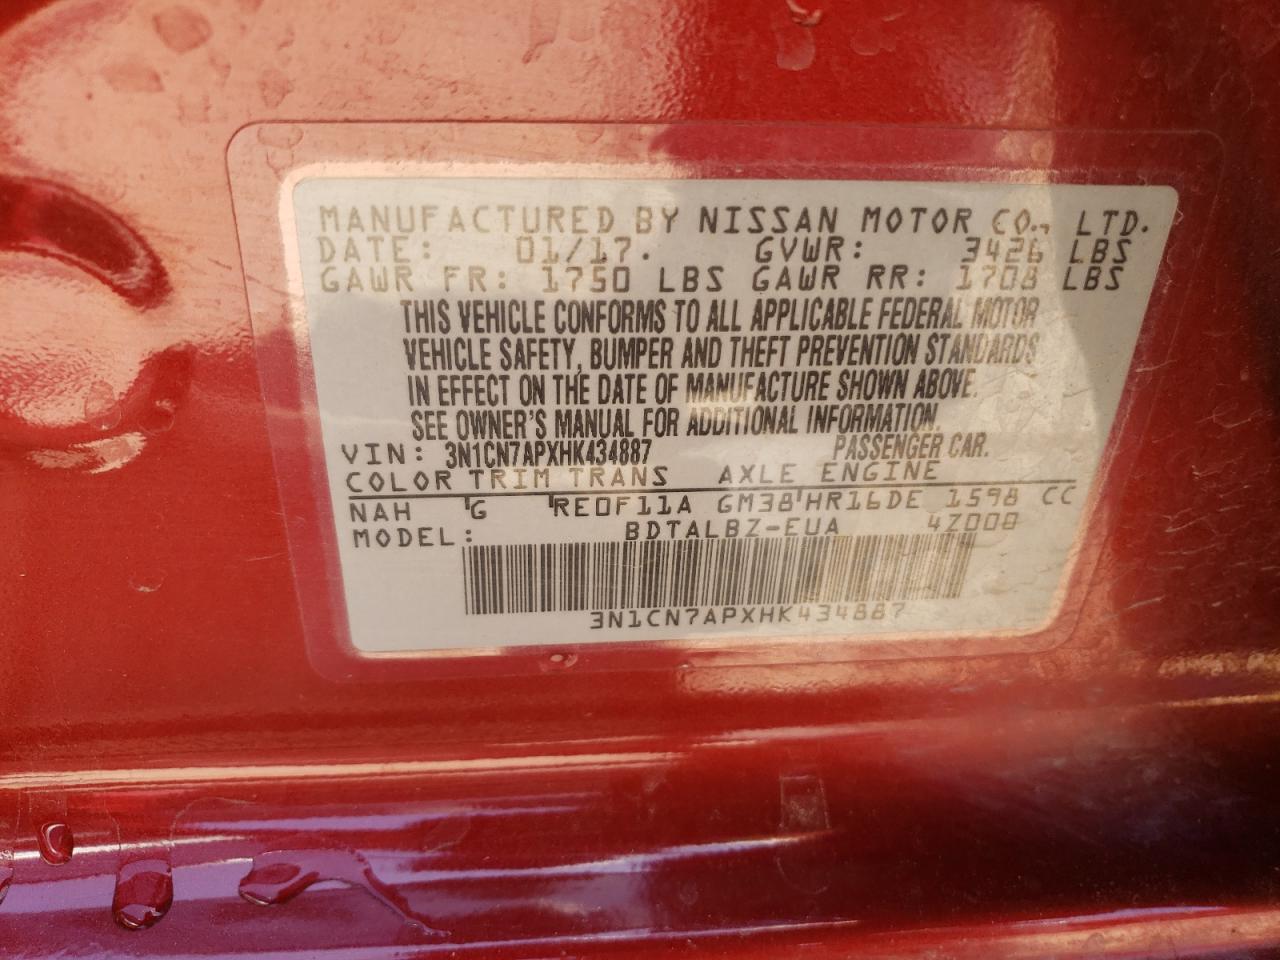 MANUFACTURED BY NISSAN MOTOR CO., LTD.
DATE: 01/17. GVWR: 3426 LBS
GAWR FR: 1750 LBS GAWR RR: 1708 LBS
THIS VEHICLE CONFORMS TO ALL APPLICABLE FEDERAL MOTOR
VEHICLE SAFETY, BUMPER AND THEFT PREVENTION STANDARDS
IN EFFECT ON THE DATE OF MANUFACTURE SHOWN ABOVE.
SEE OWNER'S MANUAL FOR ADDITIONAL INFORMATION.
VIN: 3N1CN7APXHK434887 PASSENGER CAR.
COLOR TRIM TRANS AXLE ENGINE
NAH G RE0F11A GM38 HR16DE 1598 CC
MODEL: BDTALBZ-EUA 4Z000
3N1CN7APXHK434887